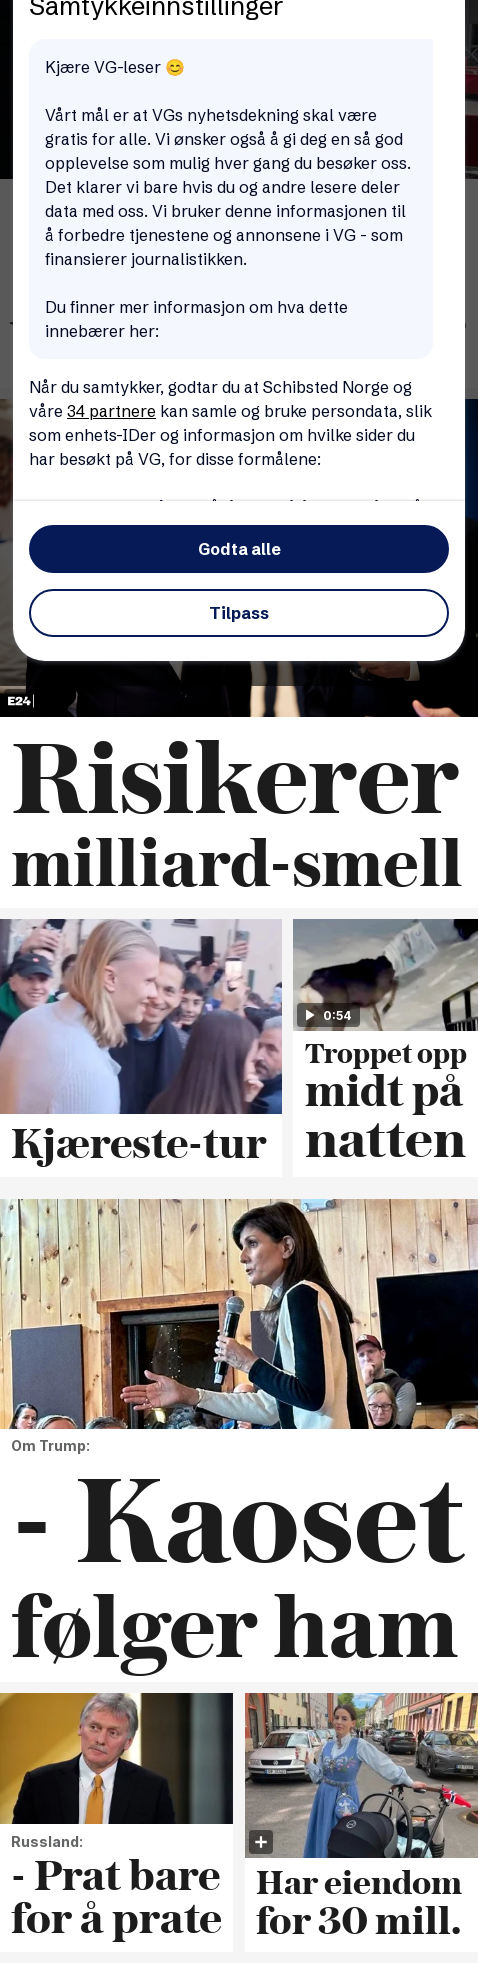 Samtykkeinnstillinger
Kjære VG-leser 😊
Vårt mål er at VGs nyhetsdekning skal være
gratis for alle. Vi ønsker også å gi deg en så god
opplevelse som mulig hver gang du besøker oss.
Det klarer vi bare hvis du og andre lesere deler
data med oss. Vi bruker denne informasjonen til
å forbedre tjenestene og annonsene i VG - som
finansierer journalistikken.
Du finner mer informasjon om hva dette
innebærer her:
Når du samtykker, godtar du at Schibsted Norge og
våre 34 partnere kan samle og bruke persondata, slik
som enhets-IDer og informasjon om hvilke sider du
har besøkt på VG, for disse formålene:
Godta alle
Tilpass
E24
Risikerer
milliard-smell
0:54
Kjæreste-tur
Troppet opp
midt på
natten
Om Trump:
- Kaoset
følger ham
Russland:
- Prat bare
for å prate
Har eiendom
for 30 mill.